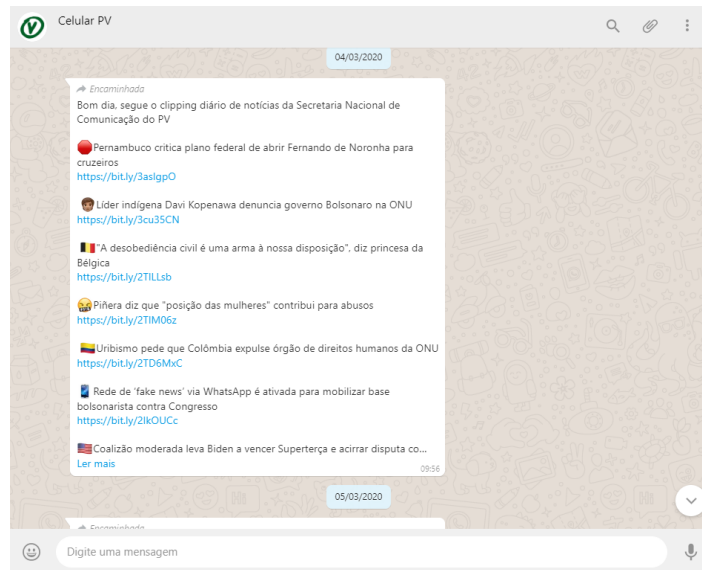 Celular PV
04/03/2020
Encaminhada
Bom dia, segue o clipping diário de notícias da Secretaria Nacional de
Comunicação do PV
Pernambuco critica plano federal de abrir Fernando de Noronha para
cruzeiros
https://bit.ly/3aslgpO
Líder indígena Davi Kopenawa denuncia governo Bolsonaro na ONU
https://bit.ly/3cu35CN
"A desobediência civil é uma arma à nossa disposição", diz princesa da
Bélgica
https://bit.ly/2TILLsb
Piñera diz que "posição das mulheres" contribui para abusos
https://bit.ly/2TIM06z
Uribismo pede que Colômbia expulse órgão de direitos humanos da ONU
https://bit.ly/2TD6MxC
Rede de 'fake news' via WhatsApp é ativada para mobilizar base
bolsonarista contra Congresso
https://bit.ly/2IkOUCc
Coalizão moderada leva Biden a vencer Superterça e acirrar disputa co...
Ler mais
09:56
05/03/2020
Encaminhada
Digite uma mensagem